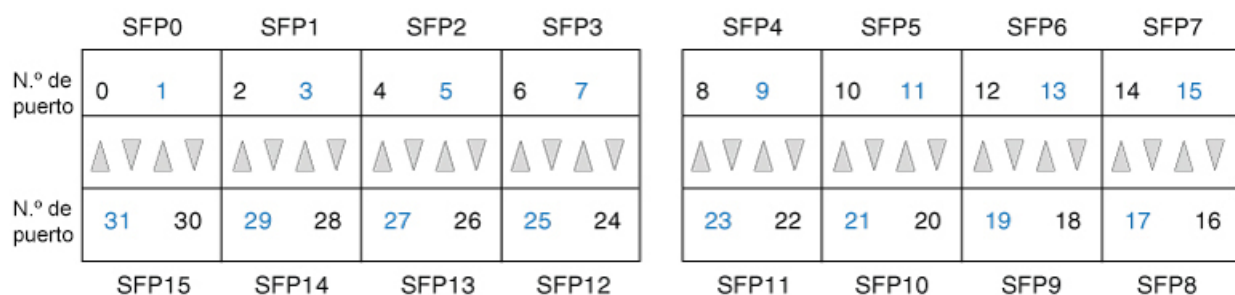 SFP0 SFP1 SFP2 SFP3 SFP4 SFP5 SFP6 SFP7
N.º de puerto 0 1 2 3 4 5 6 7 8 9 10 11 12 13 14 15
N.º de puerto 31 30 29 28 27 26 25 24 23 22 21 20 19 18 17 16
SFP15 SFP14 SFP13 SFP12 SFP11 SFP10 SFP9 SFP8